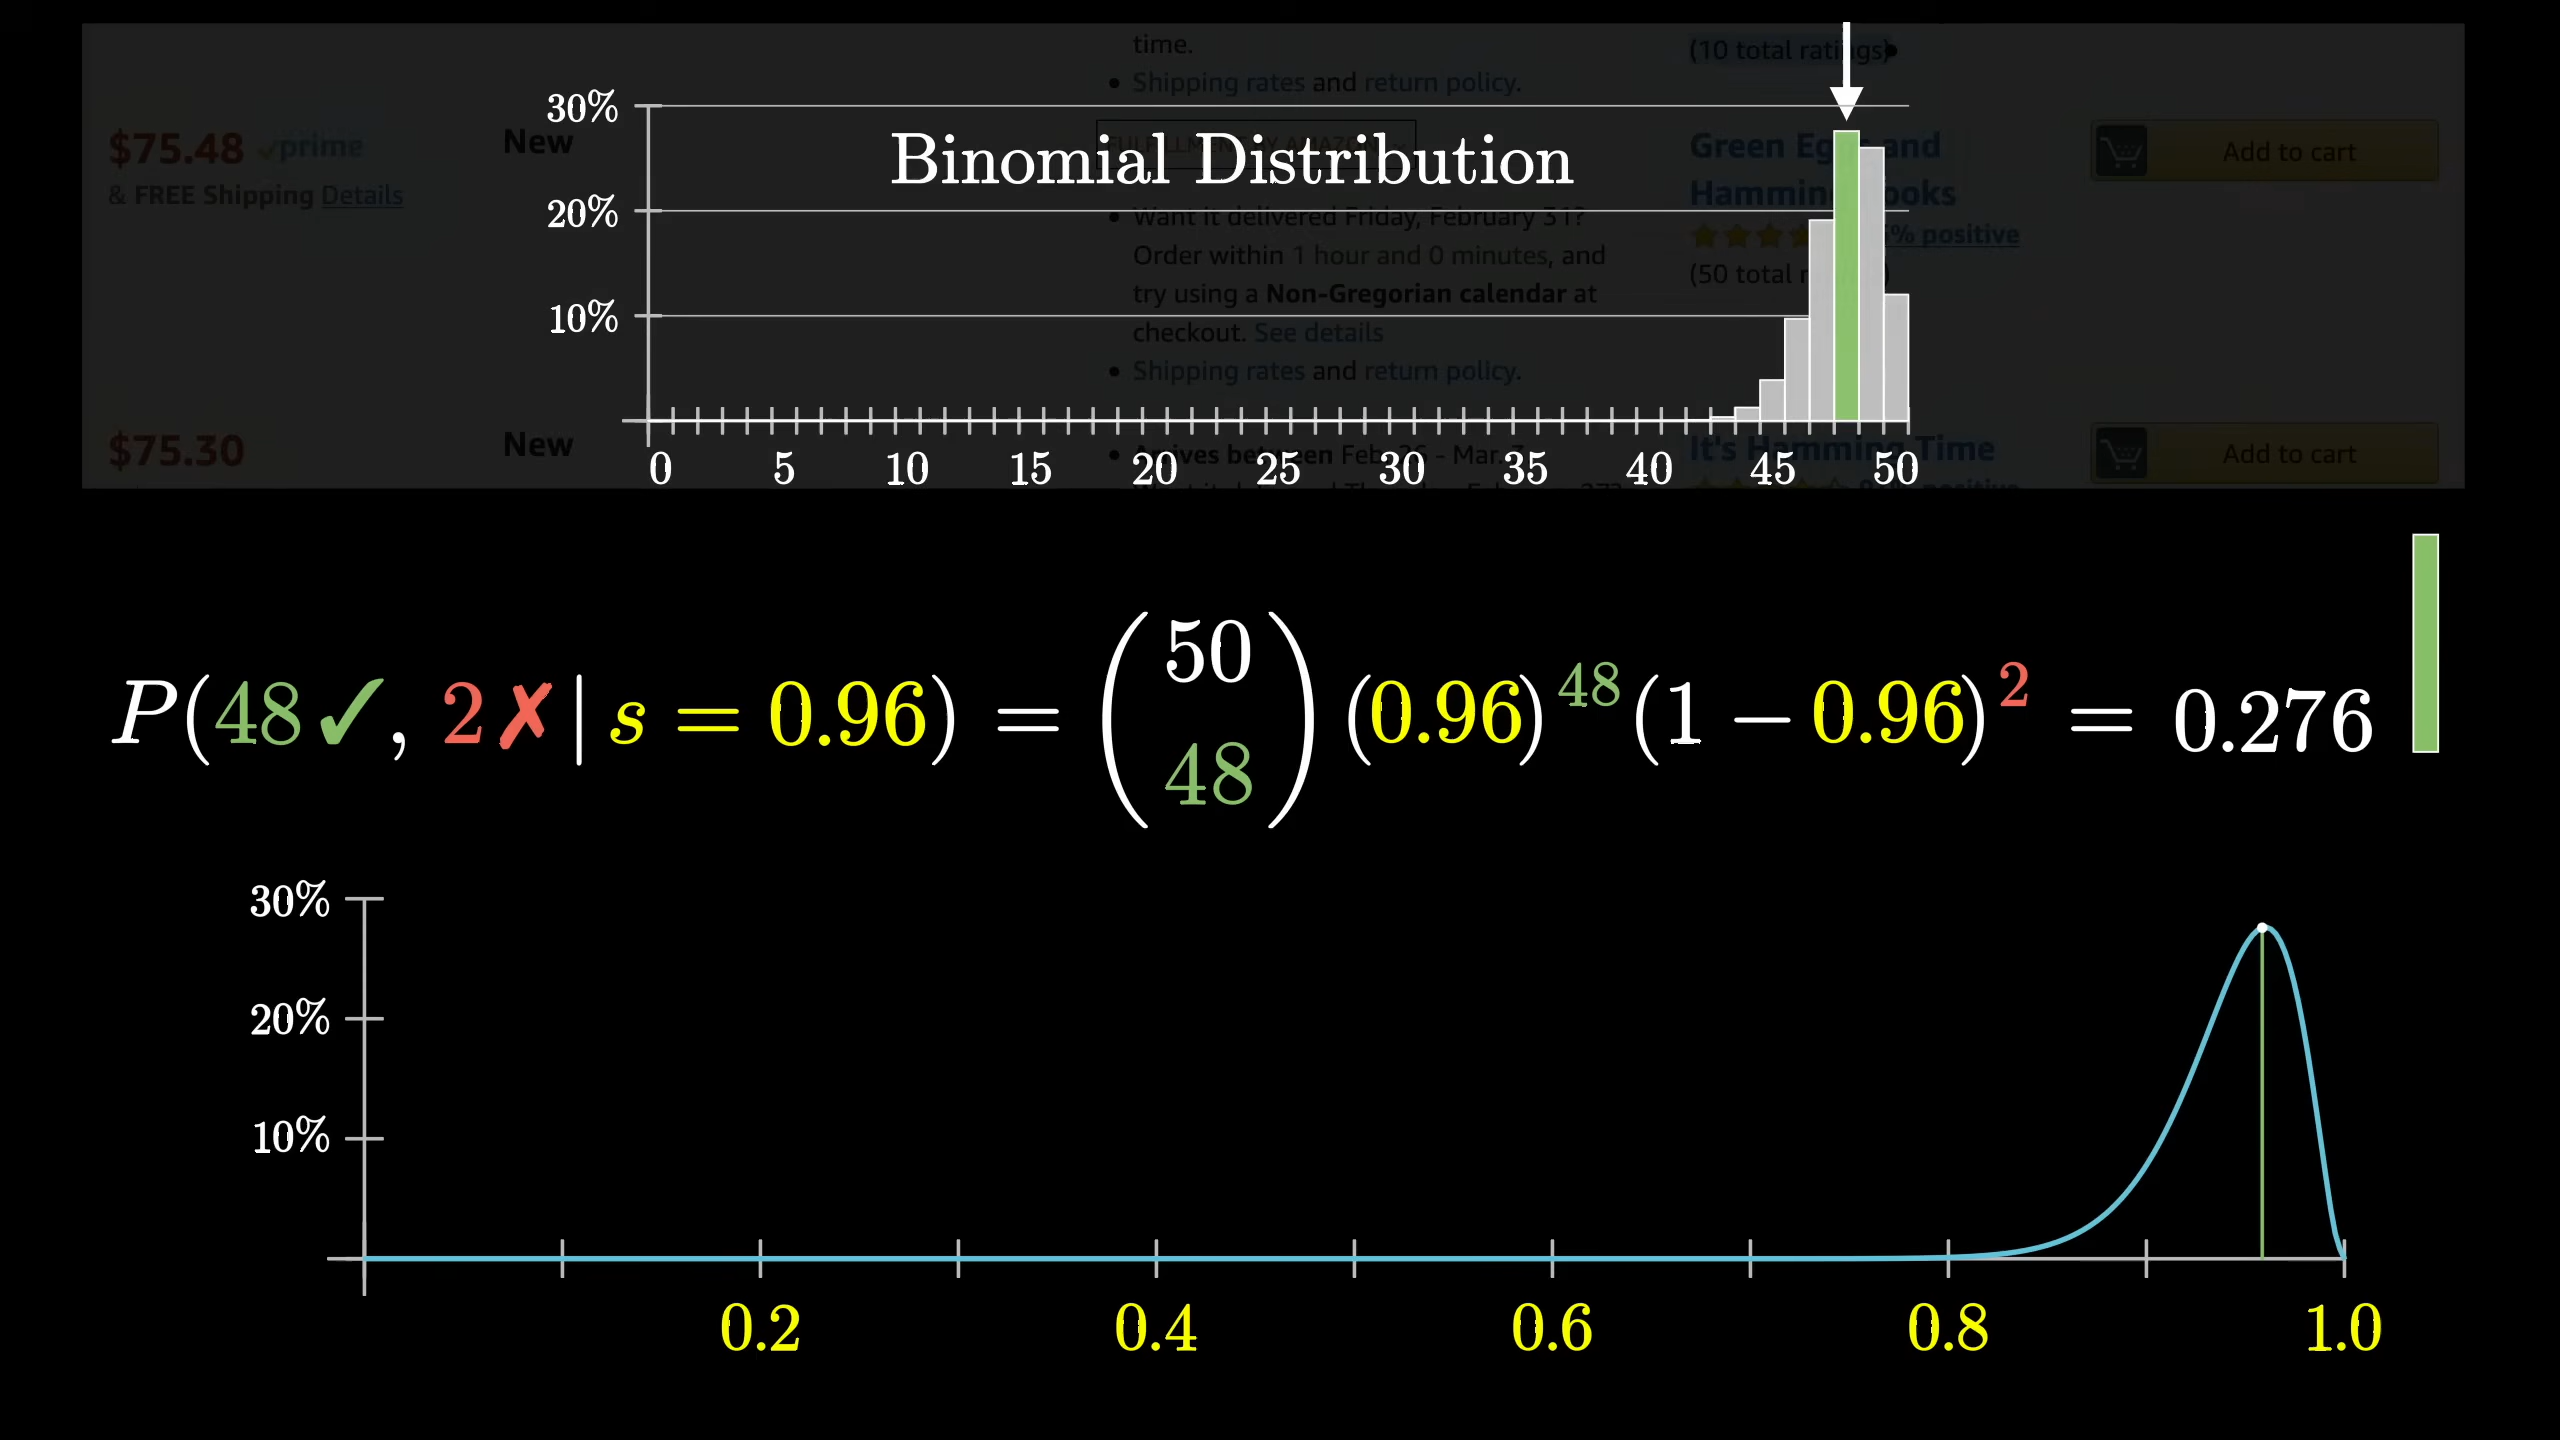 time.
(10 total ratings)
• Shipping rates and return policy.
30%
Binomial Distribution
$75.48 prime
New
Green Eggs and
Add to cart
& FREE Shipping Details
Hamming
20%
• Want it delivered Friday, February 31?
% positive
Order within 1 hour and 0 minutes, and
(50 total
try using a Non-Gregorian calendar at
10%
checkout. See details
• Shipping rates and return policy.
$75.30
New
• Arrives between Feb
- Mar.
It's Hamming Time
Add to cart
0 5 10 15 20 25 30 35 40 45 50
P(48✓, 2✗ | s = 0.96) = (50 48) (0.96)^48 (1 − 0.96)^2 = 0.276
30%
20%
10%
0.2 0.4 0.6 0.8 1.0